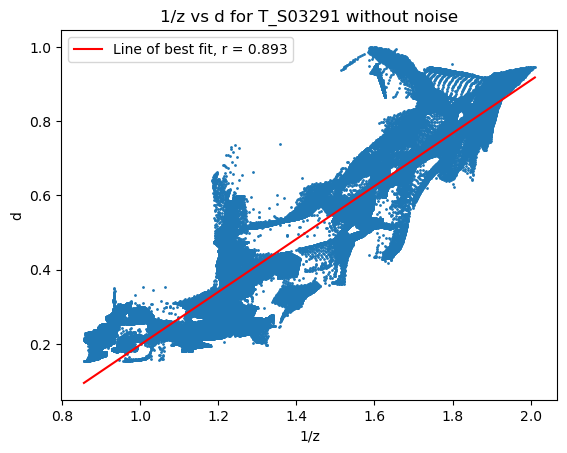 1/z vs d for T_S03291 without noise
Line of best fit, r = 0.893
1.0
0.8
0.6
0.4
0.2
d
0.8 1.0 1.2 1.4 1.6 1.8 2.0
1/z